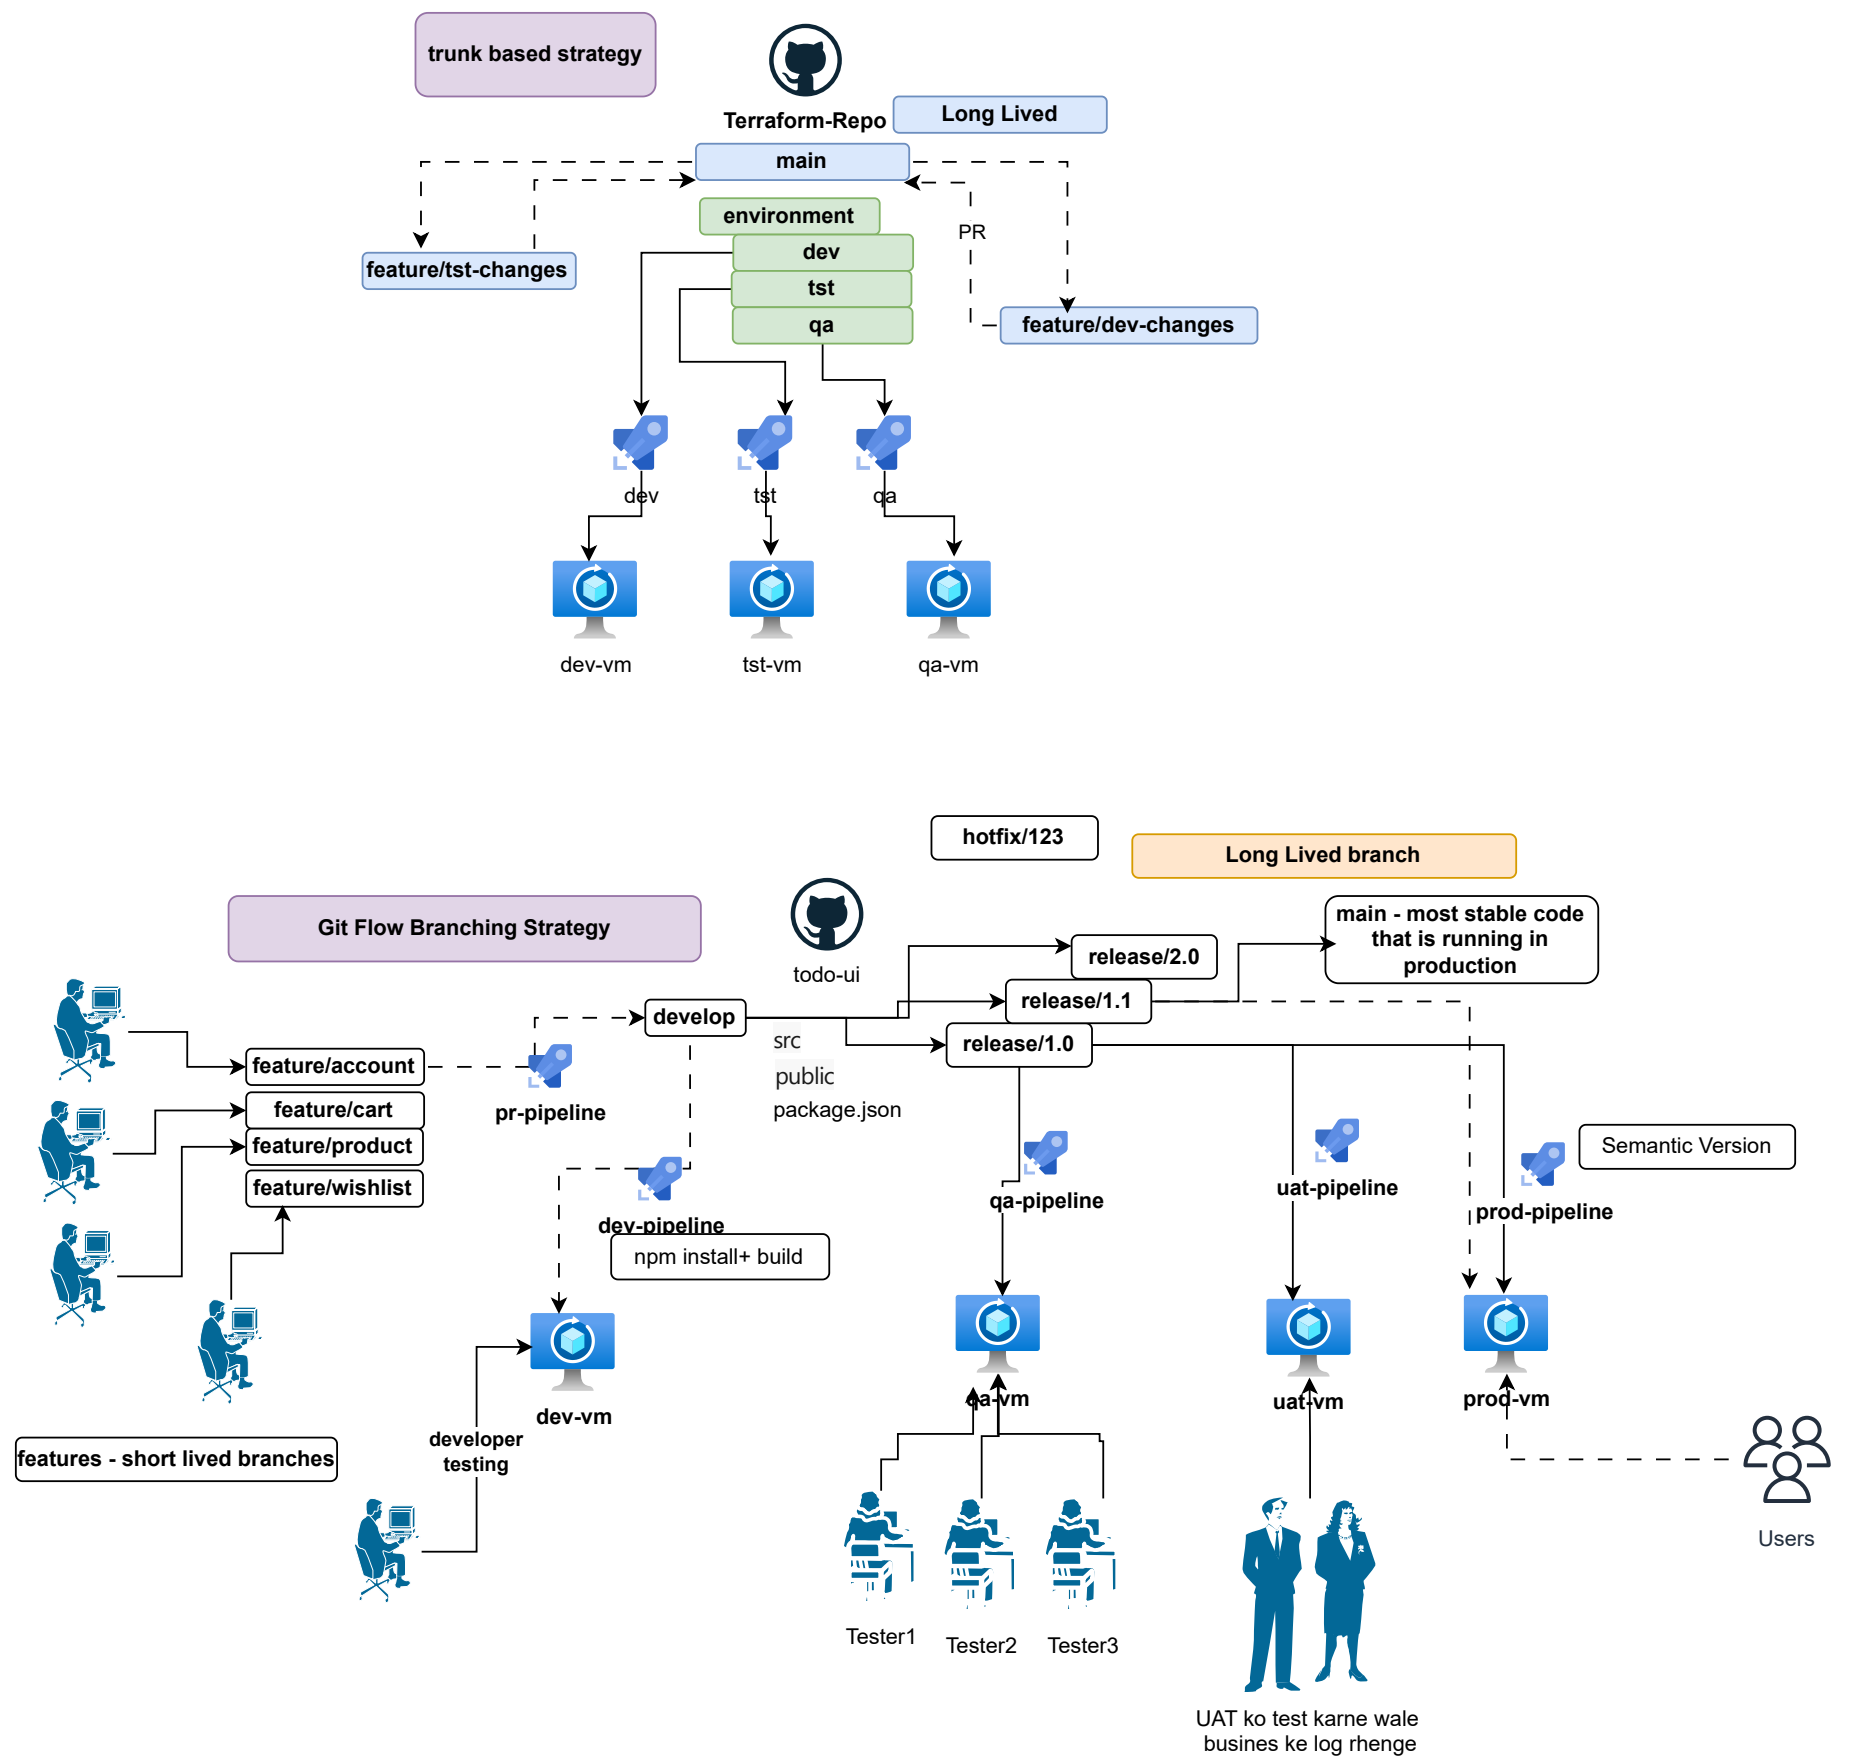 trunk based strategy
Terraform-Repo
Long Lived
main
environment
dev
tst
qa
PR
feature/tst-changes
feature/dev-changes
dev
tst
qa
dev-vm
tst-vm
qa-vm
hotfix/123
Long Lived branch
Git Flow Branching Strategy
todo-ui
main - most stable code
that is running in
production
release/2.0
release/1.1
release/1.0
develop
src
public
package.json
feature/account
feature/cart
feature/product
feature/wishlist
pr-pipeline
dev-pipeline
npm install+ build
qa-pipeline
uat-pipeline
prod-pipeline
Semantic Version
dev-vm
qa-vm
uat-vm
prod-vm
features - short lived branches
developer
testing
Users
Tester1
Tester2
Tester3
UAT ko test karne wale
busines ke log rhenge